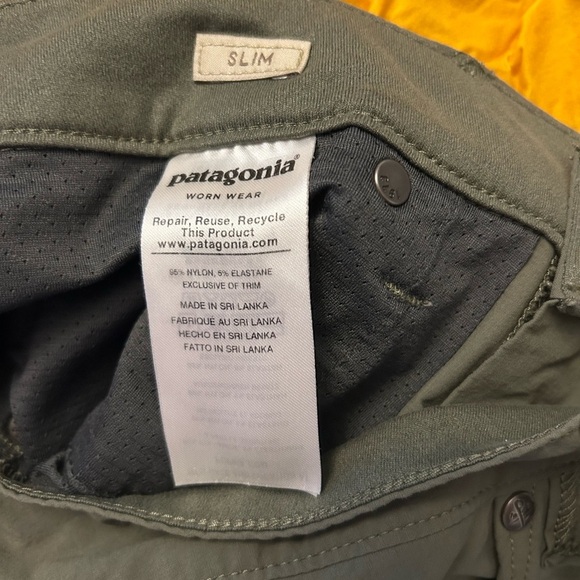 SLIM
patagonia®
WORN WEAR
Repair, Reuse, Recycle
This Product
www.patagonia.com
95% NYLON, 5% ELASTANE
EXCLUSIVE OF TRIM
MADE IN SRI LANKA
FABRIQUÉ AU SRI LANKA
HECHO EN SRI LANKA
FATTO IN SRI LANKA